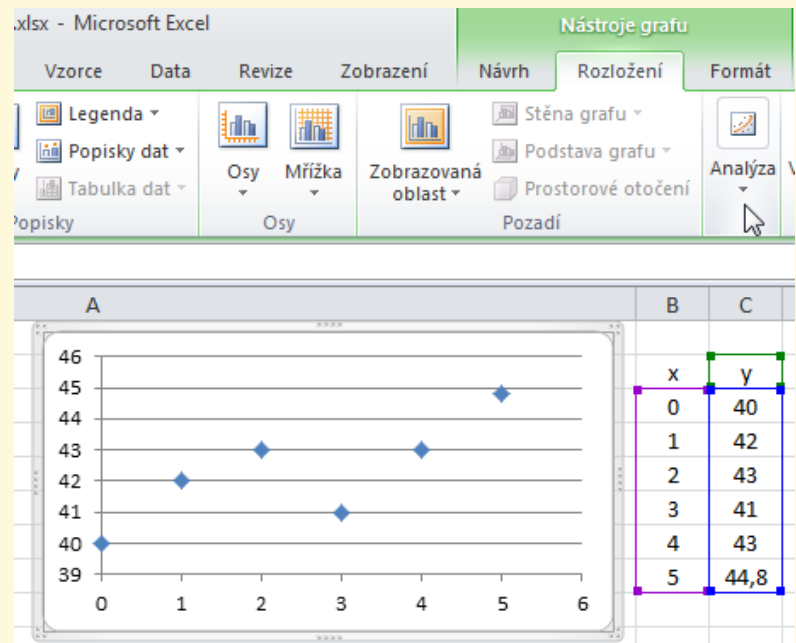 .xlsx - Microsoft Excel
Nástroje grafu
Vzorce Data Revize Zobrazení Návrh Rozložení Formát
Legenda
Popisky dat
Tabulka dat
Osy
Mřížka
Zobrazovaná
oblast
Stěna grafu
Podstava grafu
Prostorové otočení
Analýza
Popisky
Osy
Pozadí
A B C
46
45
44
43
42
41
40
39
0 1 2 3 4 5 6
x y
0 40
1 42
2 43
3 41
4 43
5 44,8